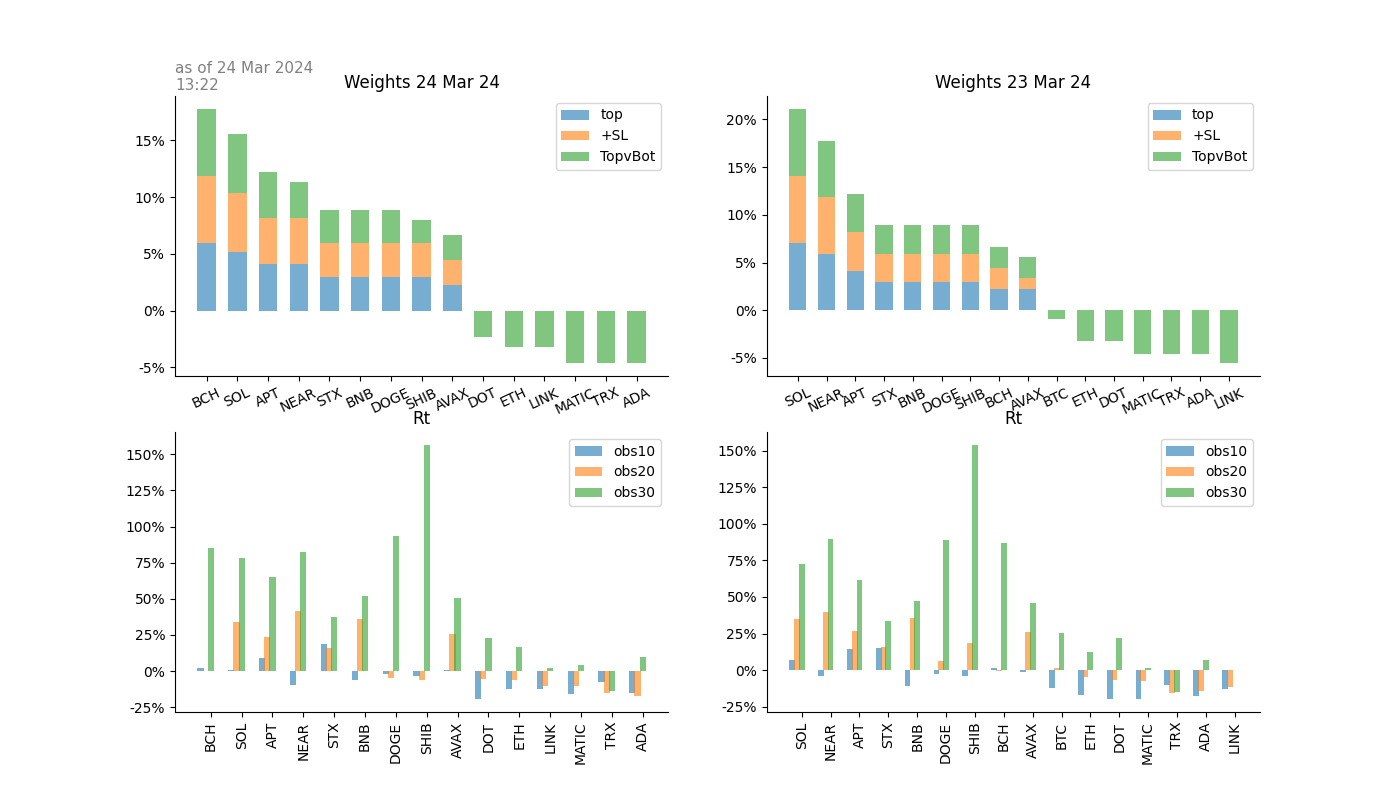 as of 24 Mar 2024
13:22
Weights 24 Mar 24
15%
10%
5%
0%
-5%
top
+SL
TopvBot
BCH SOL APT NEAR STX BNB DOGE SHIB AVAX DOT ETH LINK MATIC TRX ADA
Weights 23 Mar 24
20%
15%
10%
5%
0%
-5%
top
+SL
TopvBot
SOL NEAR APT STX BNB DOGE SHIB BCH AVAX BTC ETH DOT MATIC TRX ADA LINK
Rt
150%
125%
100%
75%
50%
25%
0%
-25%
obs10
obs20
obs30
BCH SOL APT NEAR STX BNB DOGE SHIB AVAX DOT ETH LINK MATIC TRX ADA
Rt
150%
125%
100%
75%
50%
25%
0%
-25%
obs10
obs20
obs30
SOL NEAR APT STX BNB DOGE SHIB BCH AVAX BTC ETH DOT MATIC TRX ADA LINK